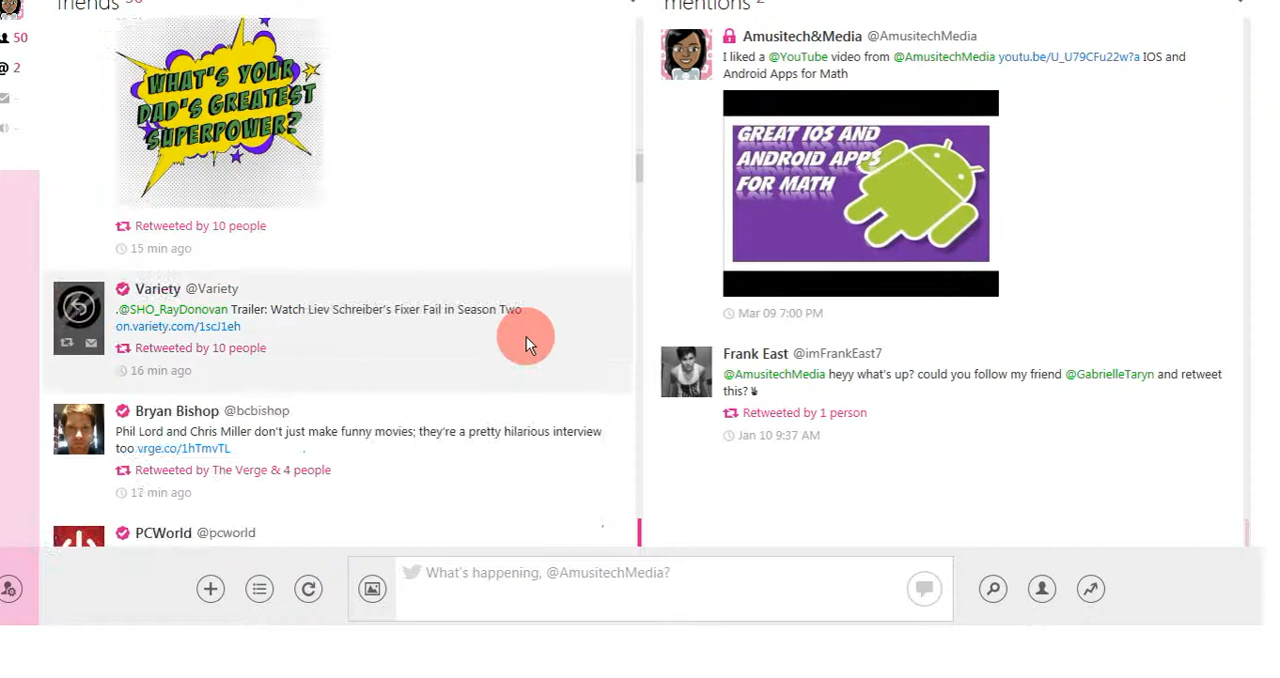 friends 50
50
@ 2
WHAT'S YOUR
DAD'S GREATEST
SUPERPOWER?
Retweeted by 10 people
15 min ago
Variety @Variety
.@SHO_RayDonovan Trailer: Watch Liev Schreiber's Fixer Fail in Season Two
on.variety.com/1scJ1eh
Retweeted by 10 people
16 min ago
Bryan Bishop @bcbishop
Phil Lord and Chris Miller don't just make funny movies; they're a pretty hilarious interview
too vrge.co/1hTmvTL
Retweeted by The Verge & 4 people
17 min ago
PCWorld @pcworld
mentions 2
Amusitech&Media @AmusitechMedia
I liked a @YouTube video from @AmusitechMedia youtu.be/U_U79CFu22w?a IOS and
Android Apps for Math
GREAT IOS AND
ANDROID APPS
FOR MATH
Mar 09 7:00 PM
Frank East @imFrankEast7
@AmusitechMedia heyy what's up? could you follow my friend @GabrielleTaryn and retweet
this?
Retweeted by 1 person
Jan 10 9:37 AM
What's happening, @AmusitechMedia?